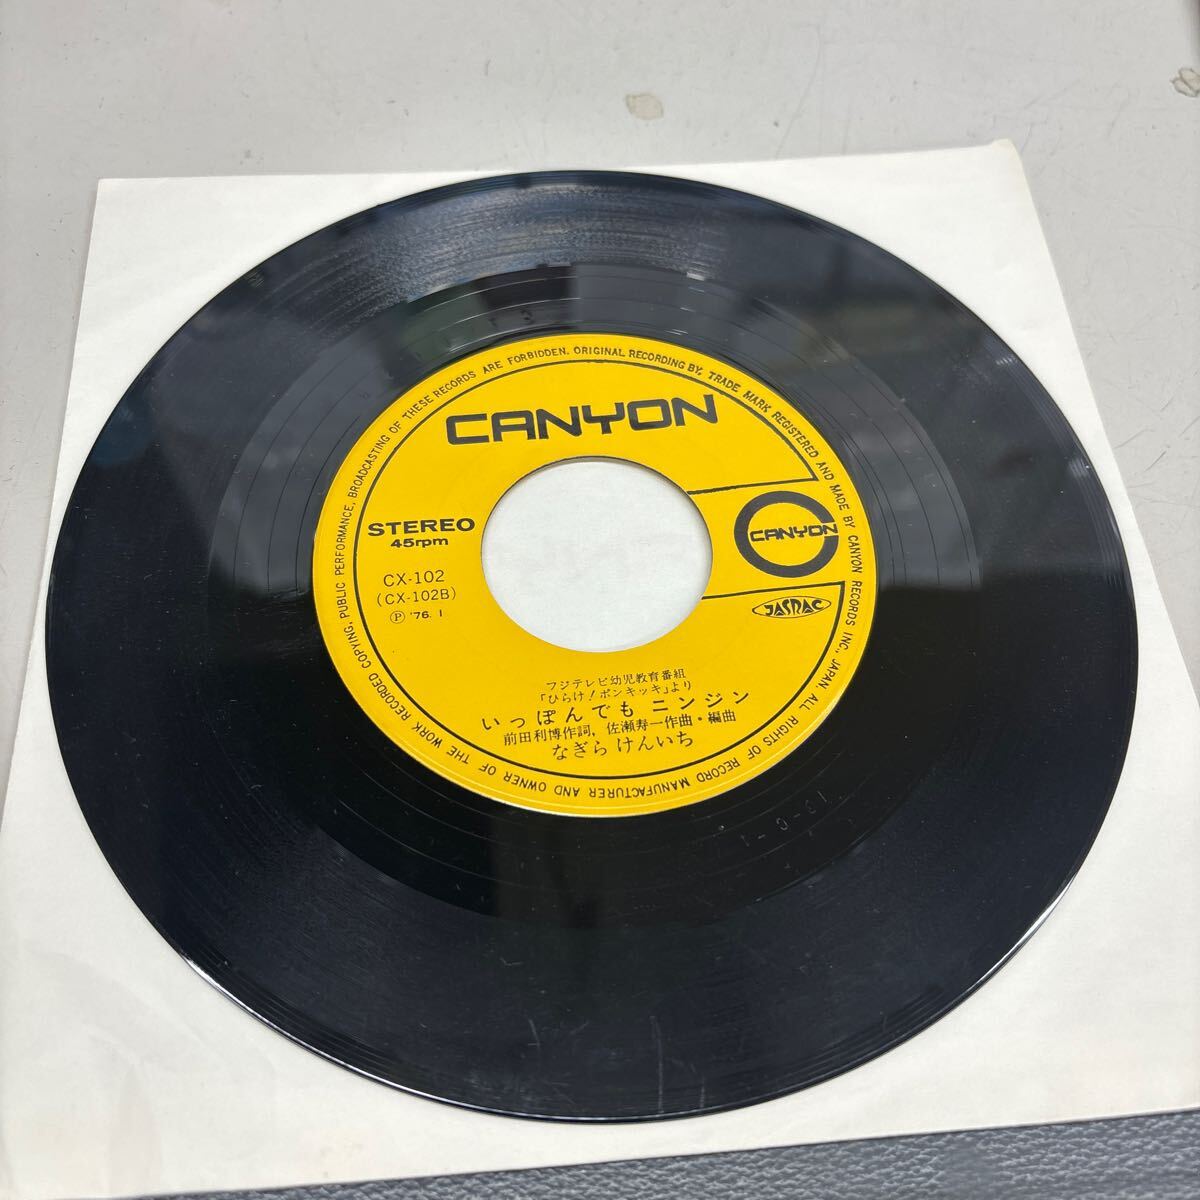 CANYON
CANYON
STEREO
45rpm
CX-102
(CX-102B)
Ⓟ '76. 1
JASRAC
フジテレビ幼児教育番組
「ひらけ!ポンキッキ」より
いっぽんでも ニンジン
前田利博作詞, 佐瀬寿一作曲・編曲
なぎら けんいち
ORIGINAL RECORDING BY, TRADE MARK REGISTERED AND MADE BY CANYON RECORDS INC., JAPAN. ALL RIGHTS OF RECORD MANUFACTURER AND OWNER OF THE WORK RECORDED COPYING, PUBLIC PERFORMANCE, BROADCASTING OF THESE RECORDS ARE FORBIDDEN.